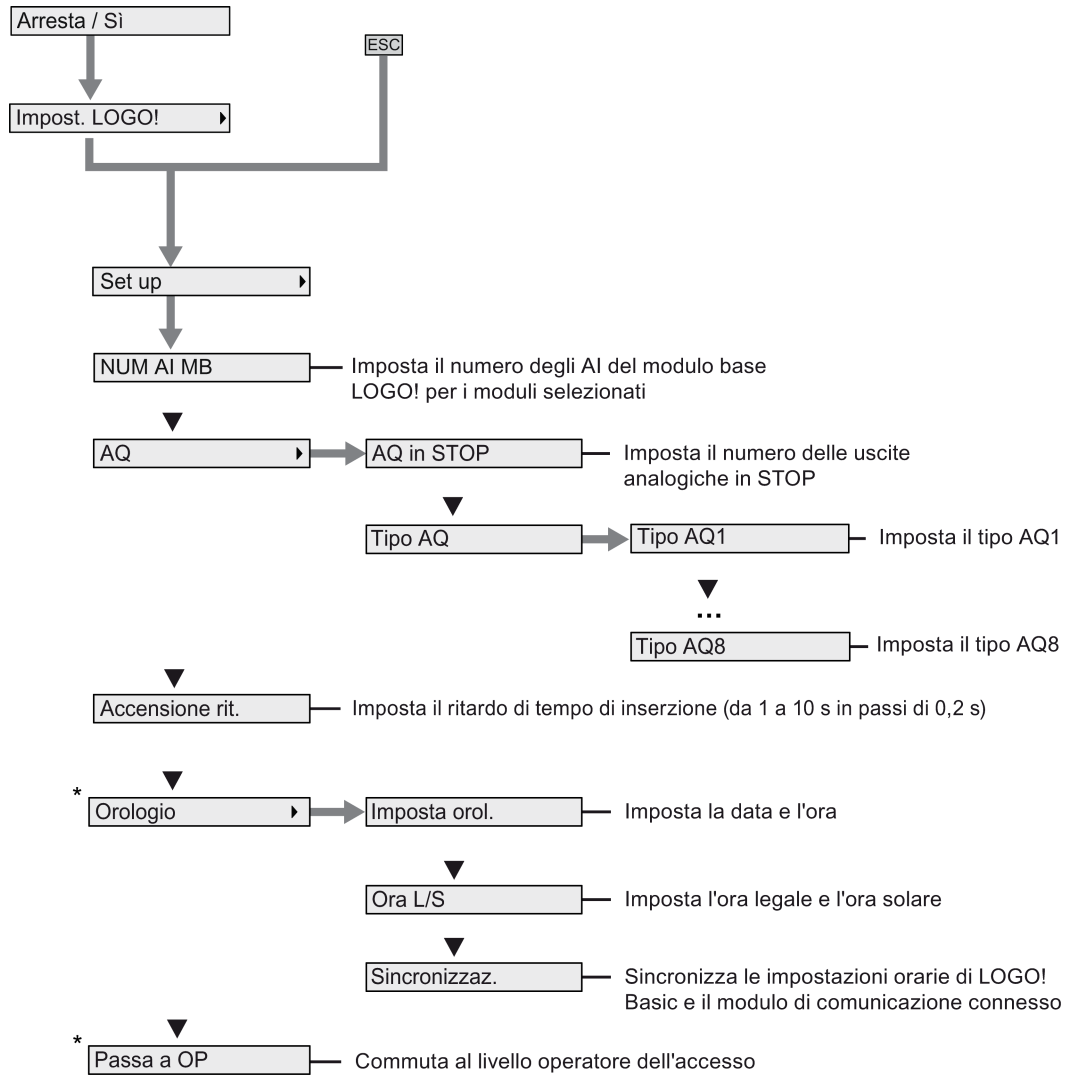 Arresta / Sì
ESC
Impost. LOGO!
Set up
NUM AI MB
Imposta il numero degli AI del modulo base
LOGO! per i moduli selezionati
AQ
AQ in STOP
Imposta il numero delle uscite
analogiche in STOP
Tipo AQ
Tipo AQ1
Imposta il tipo AQ1
...
Tipo AQ8
Imposta il tipo AQ8
Accensione rit.
Imposta il ritardo di tempo di inserzione (da 1 a 10 s in passi di 0,2 s)
*
Orologio
Imposta orol.
Imposta la data e l'ora
Ora L/S
Imposta l'ora legale e l'ora solare
Sincronizzaz.
Sincronizza le impostazioni orarie di LOGO!
Basic e il modulo di comunicazione connesso
*
Passa a OP
Commuta al livello operatore dell'accesso